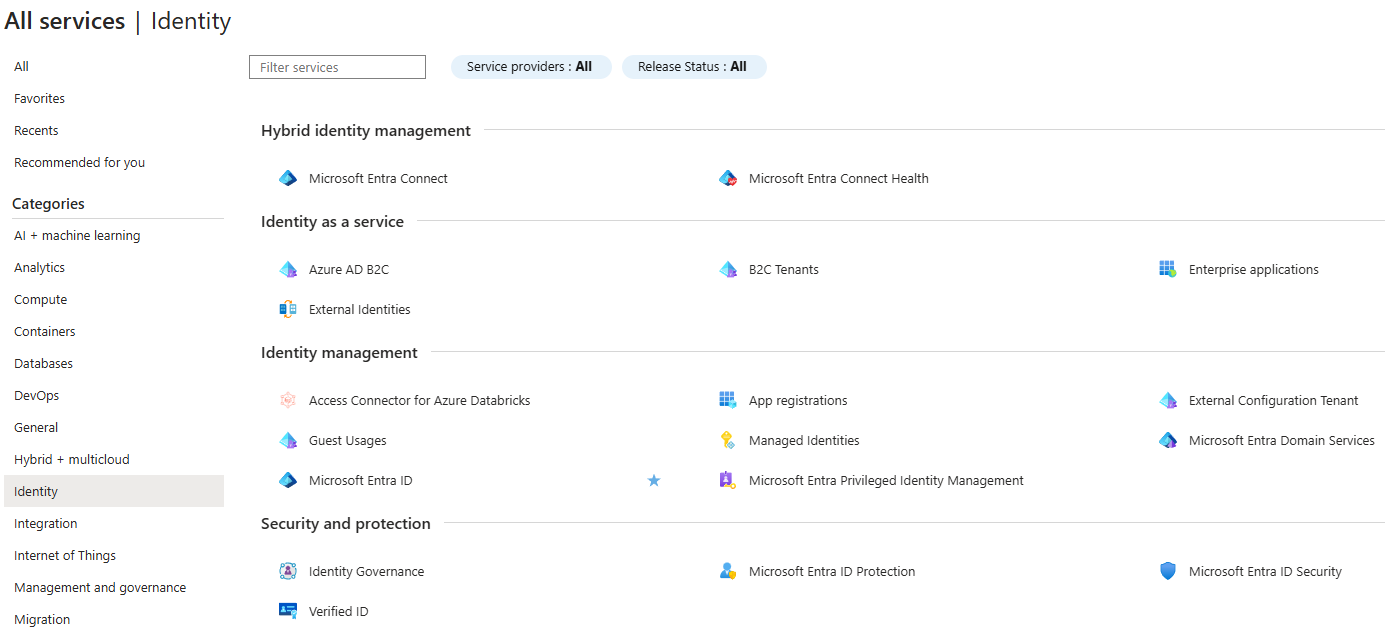 All services | Identity
All
Favorites
Recents
Recommended for you
Categories
AI + machine learning
Analytics
Compute
Containers
Databases
DevOps
General
Hybrid + multicloud
Identity
Integration
Internet of Things
Management and governance
Migration
Filter services
Service providers : All
Release Status : All
Hybrid identity management
Microsoft Entra Connect
Microsoft Entra Connect Health
Identity as a service
Azure AD B2C
B2C Tenants
Enterprise applications
External Identities
Identity management
Access Connector for Azure Databricks
App registrations
External Configuration Tenant
Guest Usages
Managed Identities
Microsoft Entra Domain Services
Microsoft Entra ID
Microsoft Entra Privileged Identity Management
Security and protection
Identity Governance
Microsoft Entra ID Protection
Microsoft Entra ID Security
Verified ID